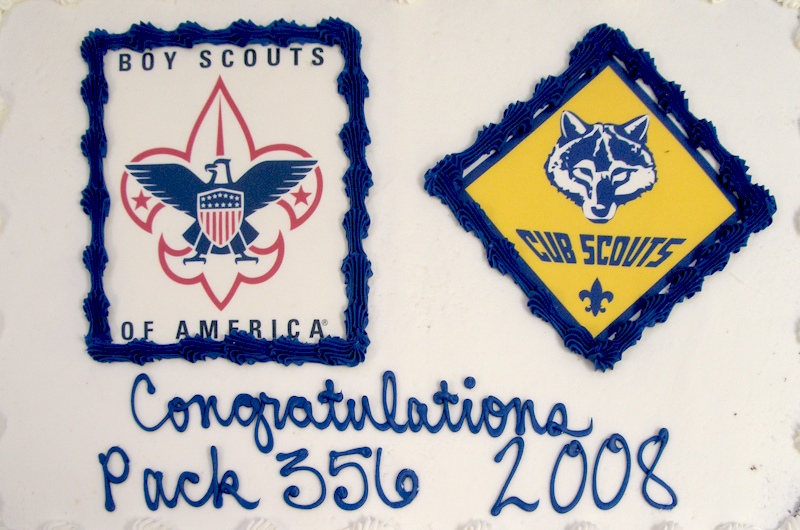 BOY SCOUTS
OF AMERICA®
CUB SCOUTS
Congratulations
Pack 356 2008